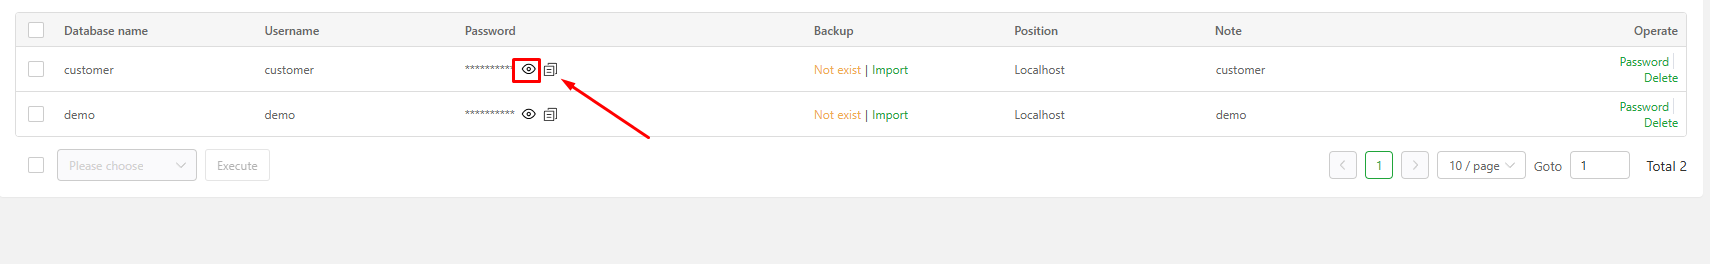 Database name Username Password Backup Position Note Operate
customer customer ********** Not exist | Import Localhost customer Password |
Delete
demo demo ********** Not exist | Import Localhost demo Password |
Delete
Please choose Execute 1 10 / page Goto 1 Total 2